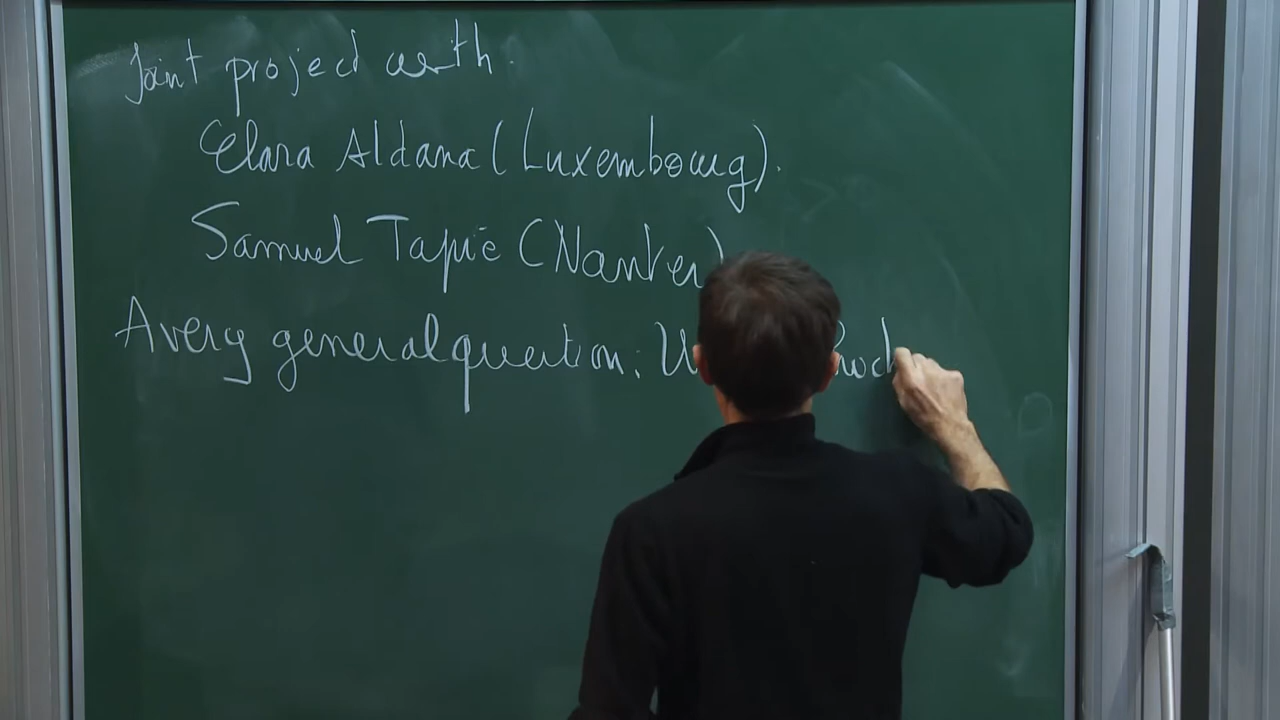 Joint project with.
Clara Aldana (Luxembourg).
Samuel Tapie (Nantes)
A very general question: